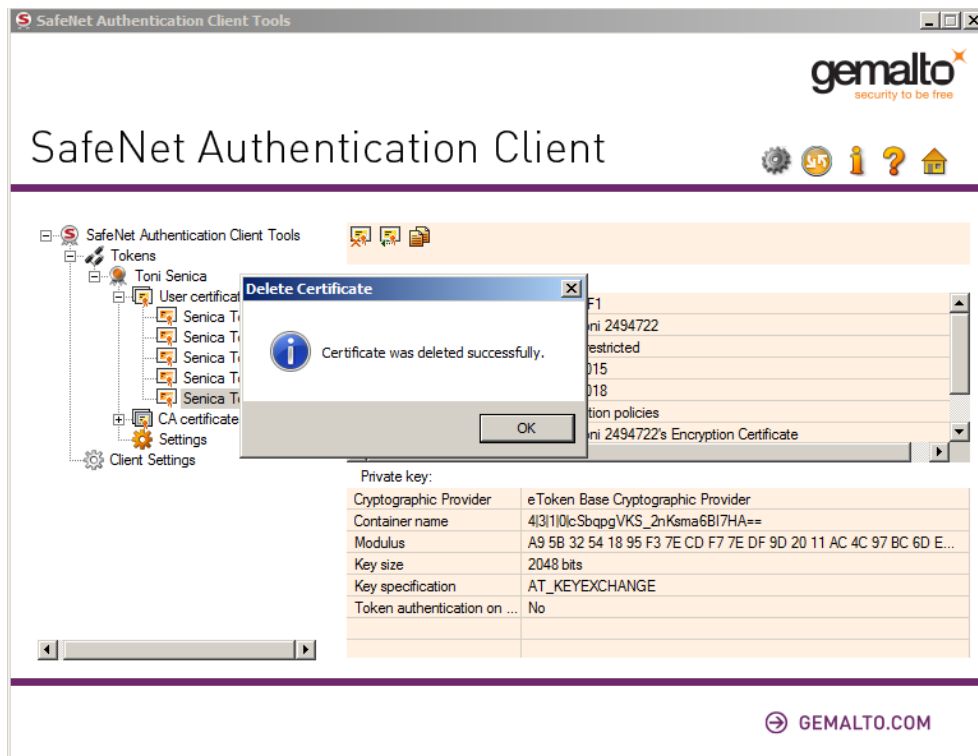 SafeNet Authentication Client Tools
gemalto
security to be free
SafeNet Authentication Client
SafeNet Authentication Client Tools
Tokens
Toni Senica
User certificat
Senica T
Senica T
Senica T
Senica T
Senica T
CA certificate
Settings
Client Settings
Delete Certificate
Certificate was deleted successfully.
OK
F1
ni 2494722
restricted
015
018
tion policies
ni 2494722's Encryption Certificate
Private key:
Cryptographic Provider eToken Base Cryptographic Provider
Container name 4|3|1|0|cSbqpgVKS_2nKsma6BI7HA==
Modulus A9 5B 32 54 18 95 F3 7E CD F7 7E DF 9D 20 11 AC 4C 97 BC 6D E...
Key size 2048 bits
Key specification AT_KEYEXCHANGE
Token authentication on ... No
GEMALTO.COM